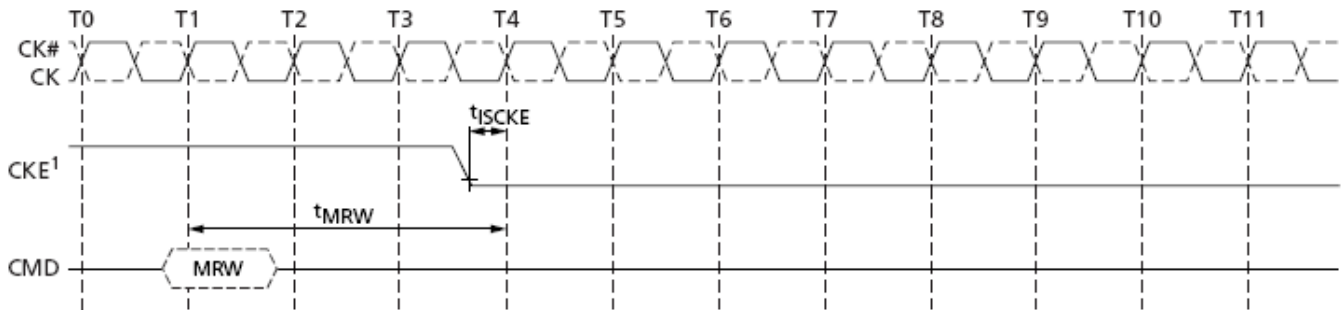 T0 T1 T2 T3 T4 T5 T6 T7 T8 T9 T10 T11
CK#
CK
tISCKE
CKE1
tMRW
CMD MRW